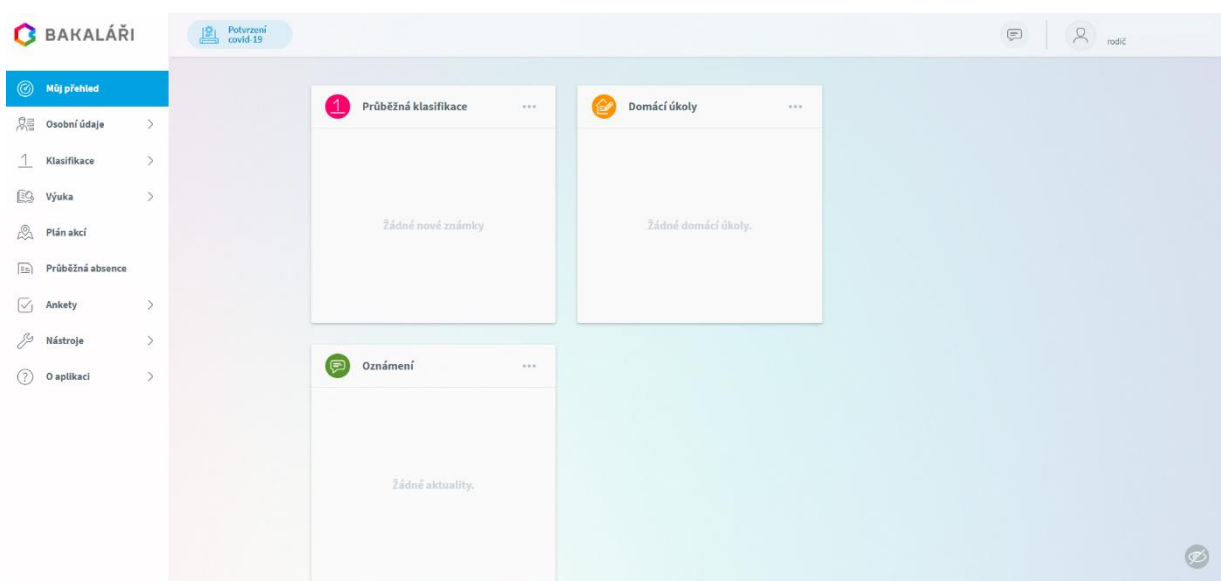 BAKALÁŘI
Potvrzení
covid-19
rodič
Můj přehled
Osobní údaje
Klasifikace
Výuka
Plán akcí
Průběžná absence
Ankety
Nástroje
O aplikaci
1 Průběžná klasifikace
Žádné nové známky
Domácí úkoly
Žádné domácí úkoly.
Oznámení
Žádné aktuality.